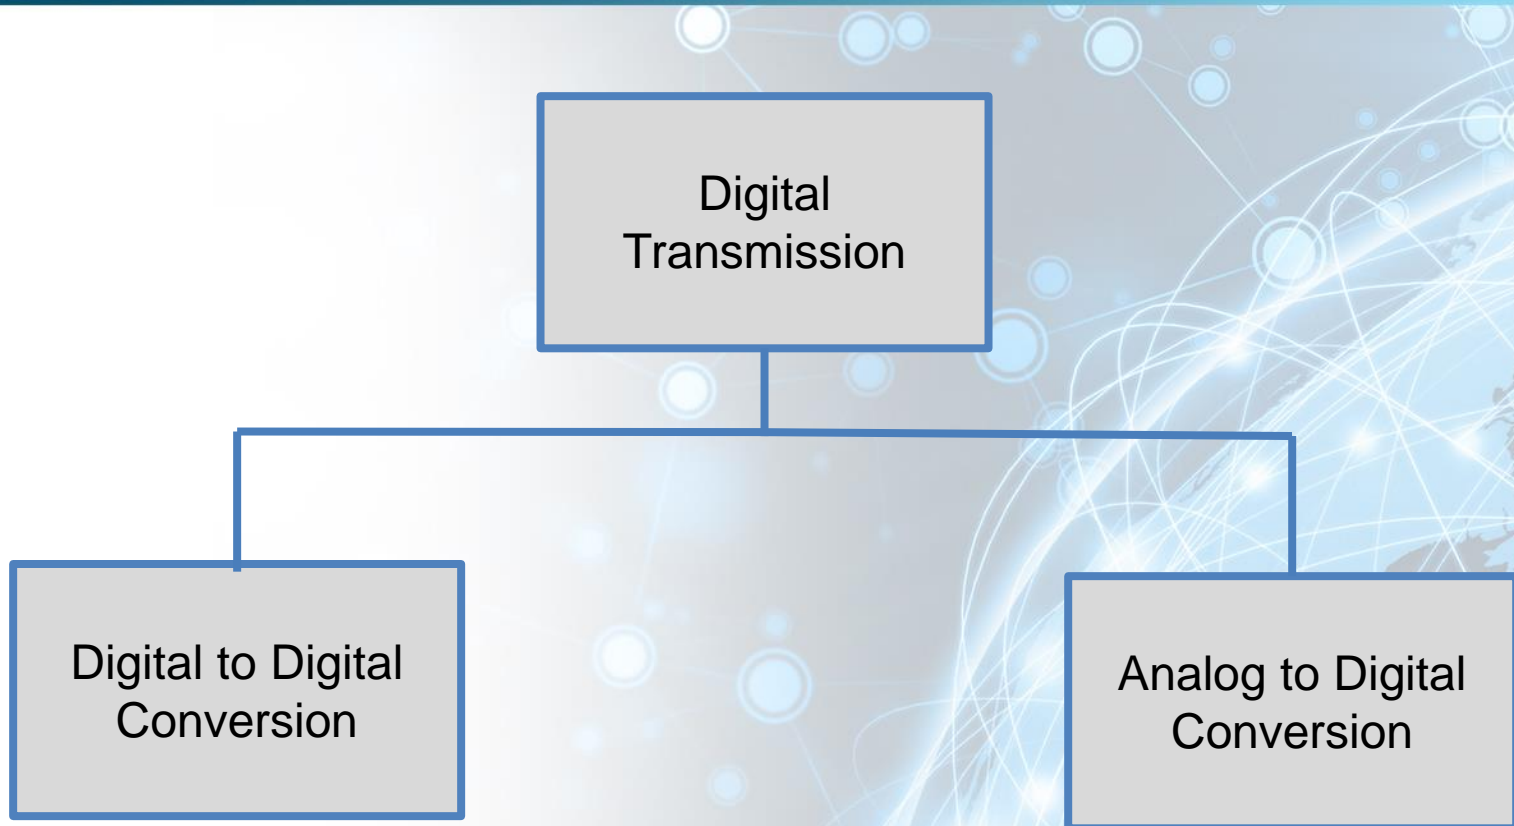 Digital
Transmission
Digital to Digital
Conversion
Analog to Digital
Conversion